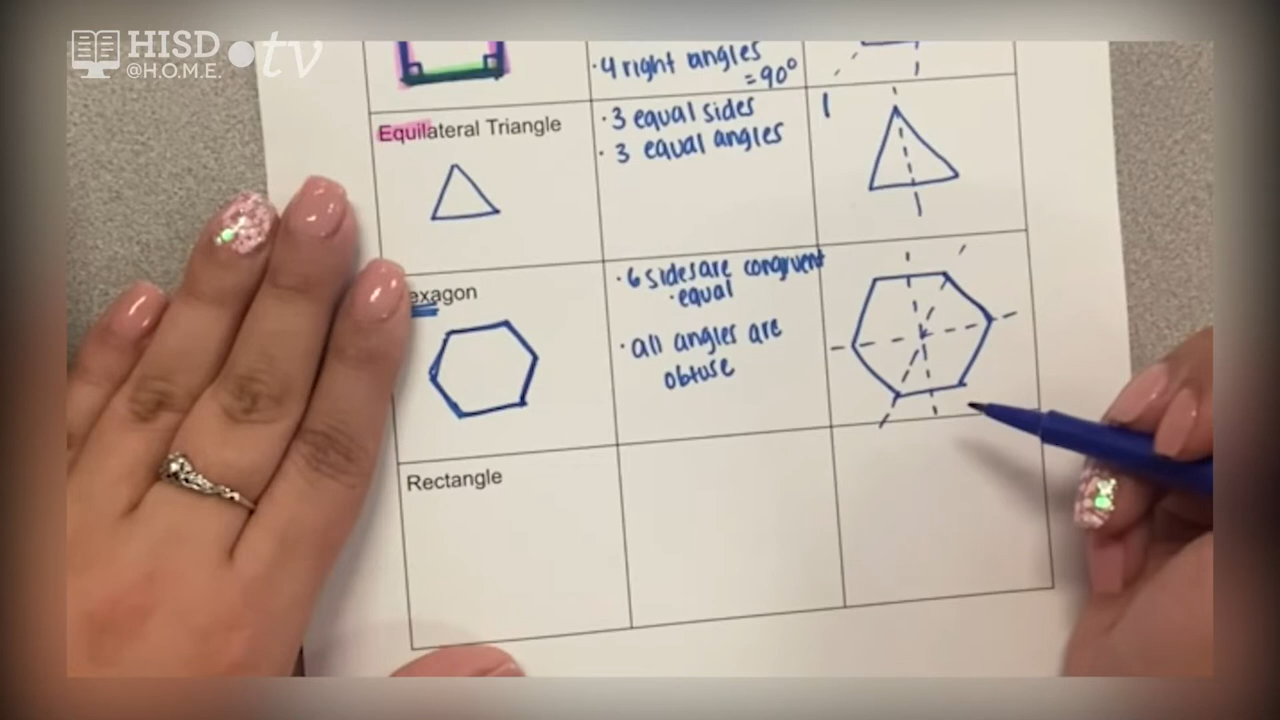 HISD
@H.O.M.E.
.tv
· 4 right angles
= 90°
Equilateral Triangle
· 3 equal sides
· 3 equal angles
1
exagon
· 6 sides are congruent
· equal
· all angles are
obtuse
Rectangle